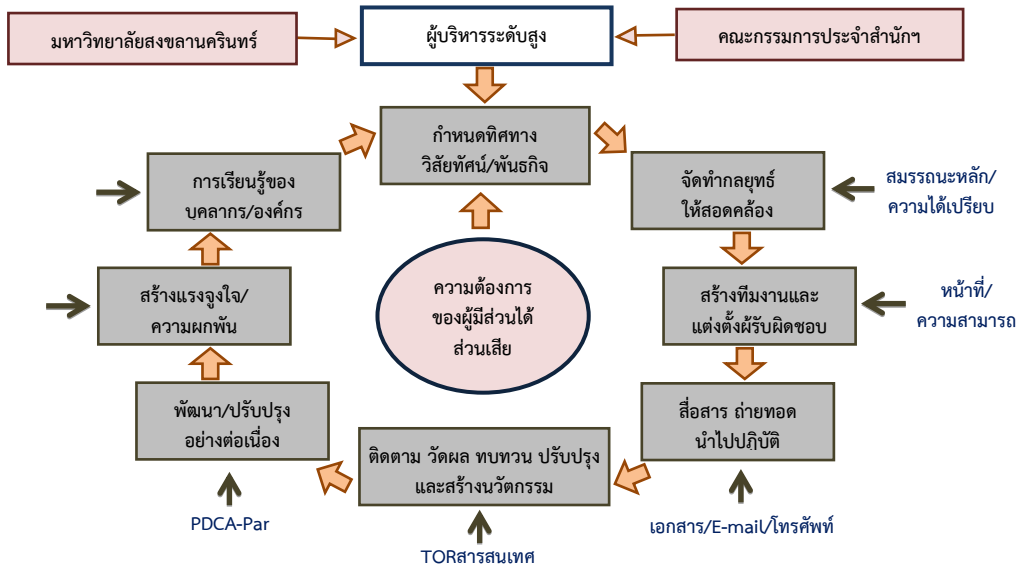 มหาวิทยาลัยสงขลานครินทร์
ผู้บริหารระดับสูง
คณะกรรมการประจำสำนักฯ
กำหนดทิศทาง
วิสัยทัศน์/พันธกิจ
การเรียนรู้ของ
บุคลากร/องค์กร
จัดทำกลยุทธ์
ให้สอดคล้อง
สมรรถนะหลัก/
ความได้เปรียบ
สร้างแรงจูงใจ/
ความผกพัน
ความต้องการ
ของผู้มีส่วนได้
ส่วนเสีย
สร้างทีมงานและ
แต่งตั้งผู้รับผิดชอบ
หน้าที่/
ความสามารถ
พัฒนา/ปรับปรุง
อย่างต่อเนื่อง
ติดตาม วัดผล ทบทวน ปรับปรุง
และสร้างนวัตกรรม
สื่อสาร ถ่ายทอด
นำไปปฏิบัติ
PDCA-Par
TORสารสนเทศ
เอกสาร/E-mail/โทรศัพท์